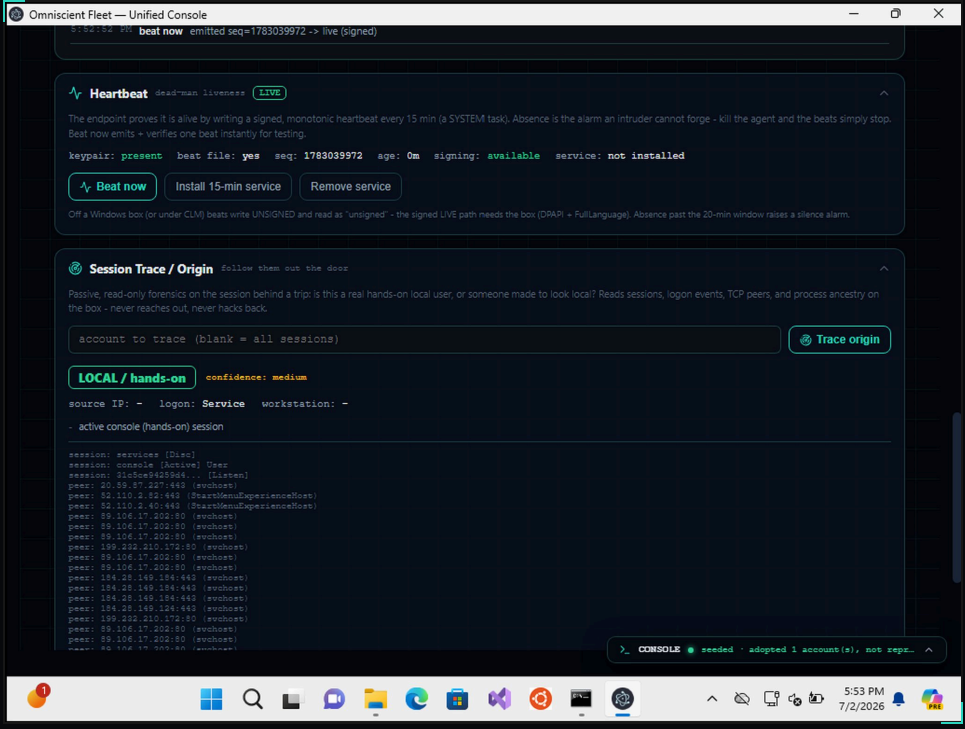 Omniscient Fleet — Unified Console
5:52:52 PM beat now emitted seq=1783039972 -> live (signed)
Heartbeat dead-man liveness LIVE
The endpoint proves it is alive by writing a signed, monotonic heartbeat every 15 min (a SYSTEM task). Absence is the alarm an intruder cannot forge - kill the agent and the beats simply stop.
Beat now emits + verifies one beat instantly for testing.
keypair: present beat file: yes seq: 1783039972 age: 0m signing: available service: not installed
Beat now Install 15-min service Remove service
Off a Windows box (or under CLM) beats write UNSIGNED and read as "unsigned" - the signed LIVE path needs the box (DPAPI + FullLanguage). Absence past the 20-min window raises a silence alarm.
Session Trace / Origin follow them out the door
Passive, read-only forensics on the session behind a trip: is this a real hands-on local user, or someone made to look local? Reads sessions, logon events, TCP peers, and process ancestry on
the box - never reaches out, never hacks back.
account to trace (blank = all sessions) Trace origin
LOCAL / hands-on confidence: medium
source IP: - logon: Service workstation: -
- active console (hands-on) session
session: services [Disc]
session: console [Active] User
session: 31c5ce94259d4... [Listen]
peer: 20.59.87.227:443 (svchost)
peer: 52.110.2.82:443 (StartMenuExperienceHost)
peer: 52.110.2.40:443 (StartMenuExperienceHost)
peer: 89.106.17.202:80 (svchost)
peer: 89.106.17.202:80 (svchost)
peer: 89.106.17.202:80 (svchost)
peer: 199.232.210.172:80 (svchost)
peer: 89.106.17.202:80 (svchost)
peer: 89.106.17.202:80 (svchost)
peer: 184.28.149.184:443 (svchost)
peer: 184.28.149.184:443 (svchost)
peer: 184.28.149.184:443 (svchost)
peer: 184.28.149.124:443 (svchost)
peer: 199.232.210.172:80 (svchost)
peer: 89.106.17.202:80 (svchost)
peer: 89.106.17.202:80 (svchost)
peer: 89.106.17.202:80 (svchost)
>_ CONSOLE seeded · adopted 1 account(s), not repr…
1
5:53 PM
7/2/2026
PRE